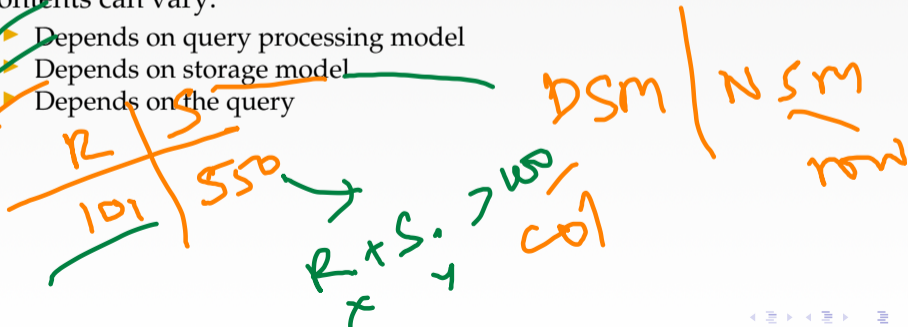 contents can vary:
Depends on query processing model
Depends on storage model
Depends on the query
DSM | NSM
row
col
R | S
101 | 550
R + S. > 100
x y